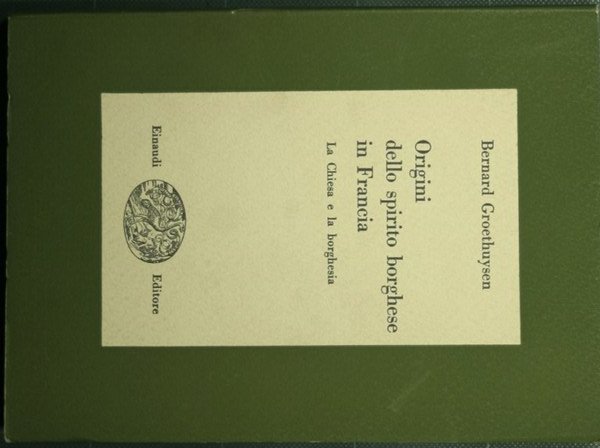 Bernard Groethuysen
Origini
dello spirito borghese
in Francia
La Chiesa e la borghesia
Einaudi Editore